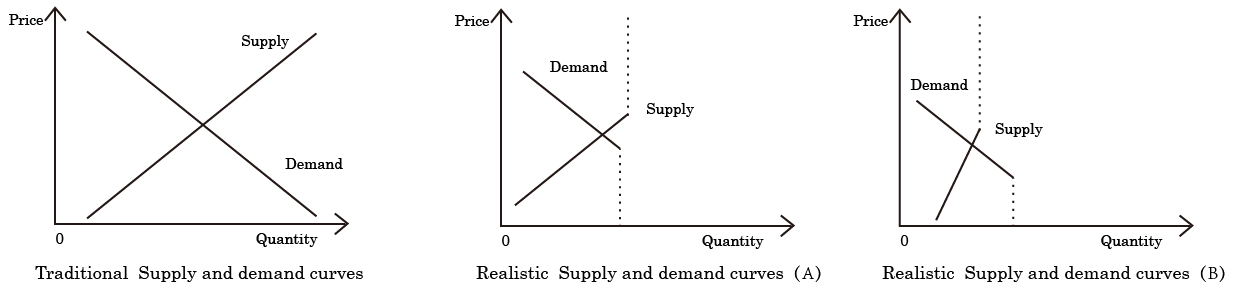 Price
Supply
Demand
0
Quantity
Traditional Supply and demand curves
Price
Demand
Supply
0
Quantity
Realistic Supply and demand curves (A)
Price
Demand
Supply
0
Quantity
Realistic Supply and demand curves (B)